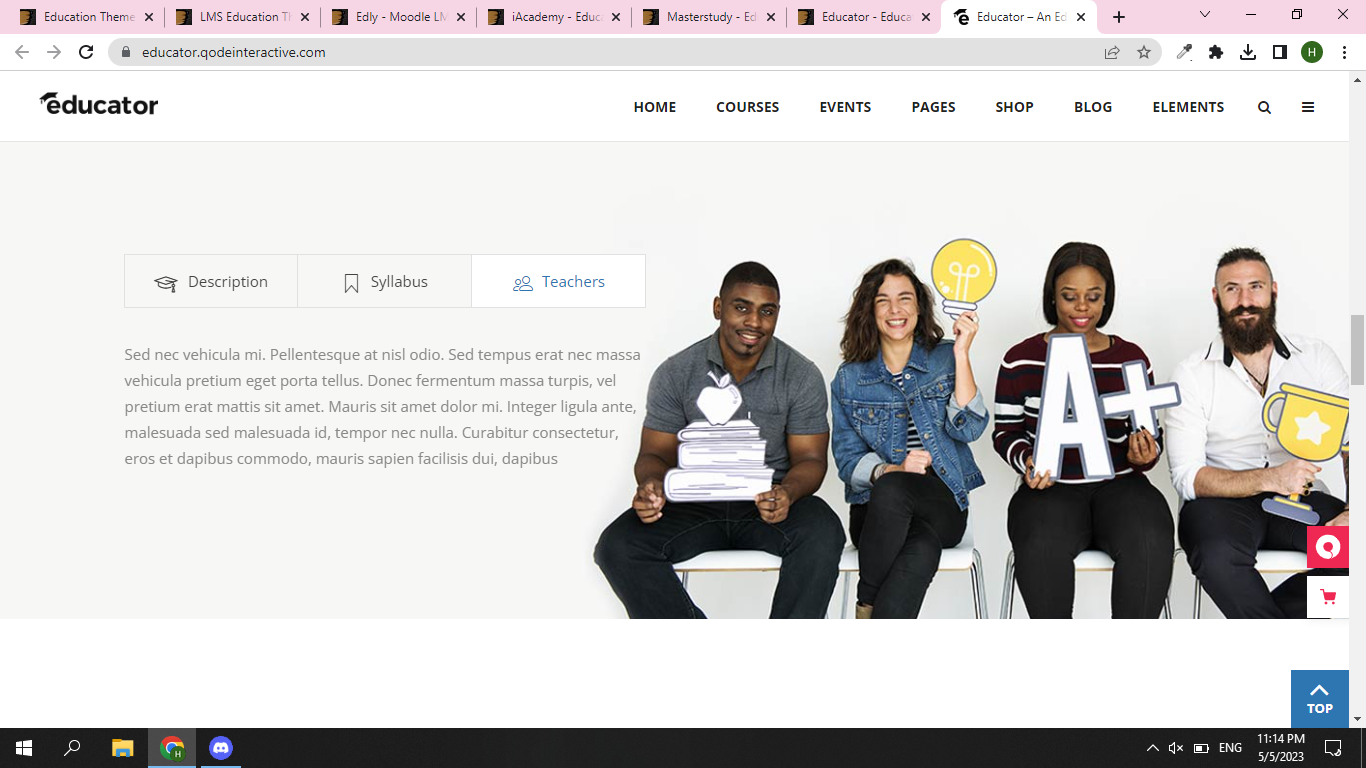 Education Theme
LMS Education Th
Edly - Moodle LM
iAcademy - Educa
Masterstudy - Ed
Educator - Educat
Educator – An Ed
educator.qodeinteractive.com
H
educator
HOME
COURSES
EVENTS
PAGES
SHOP
BLOG
ELEMENTS
Description
Syllabus
Teachers
Sed nec vehicula mi. Pellentesque at nisl odio. Sed tempus erat nec massa
vehicula pretium eget porta tellus. Donec fermentum massa turpis, vel
pretium erat mattis sit amet. Mauris sit amet dolor mi. Integer ligula ante,
malesuada sed malesuada id, tempor nec nulla. Curabitur consectetur,
eros et dapibus commodo, mauris sapien facilisis dui, dapibus
A+
TOP
H
ENG
11:14 PM
5/5/2023